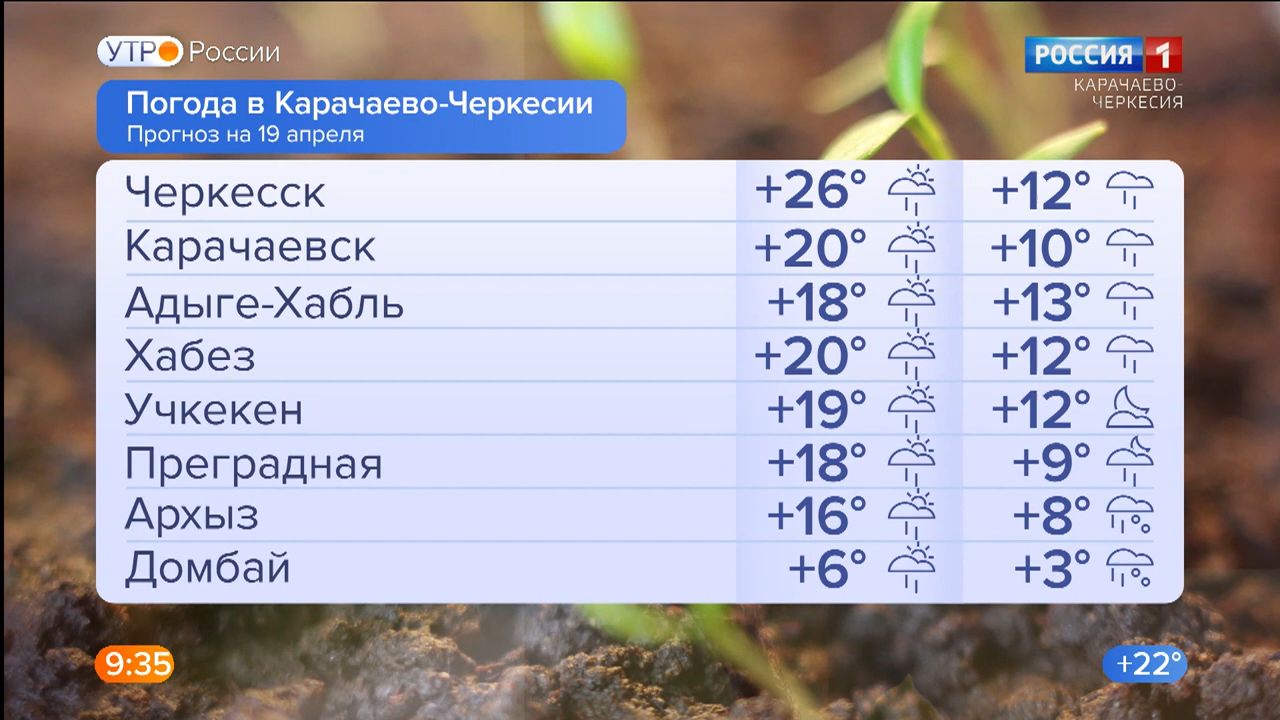 УТРО России
РОССИЯ 1
КАРАЧАЕВО-
ЧЕРКЕСИЯ
Погода в Карачаево-Черкесии
Прогноз на 19 апреля
Черкесск +26° +12°
Карачаевск +20° +10°
Адыге-Хабль +18° +13°
Хабез +20° +12°
Учкекен +19° +12°
Преградная +18° +9°
Архыз +16° +8°
Домбай +6° +3°
9:35 +22°